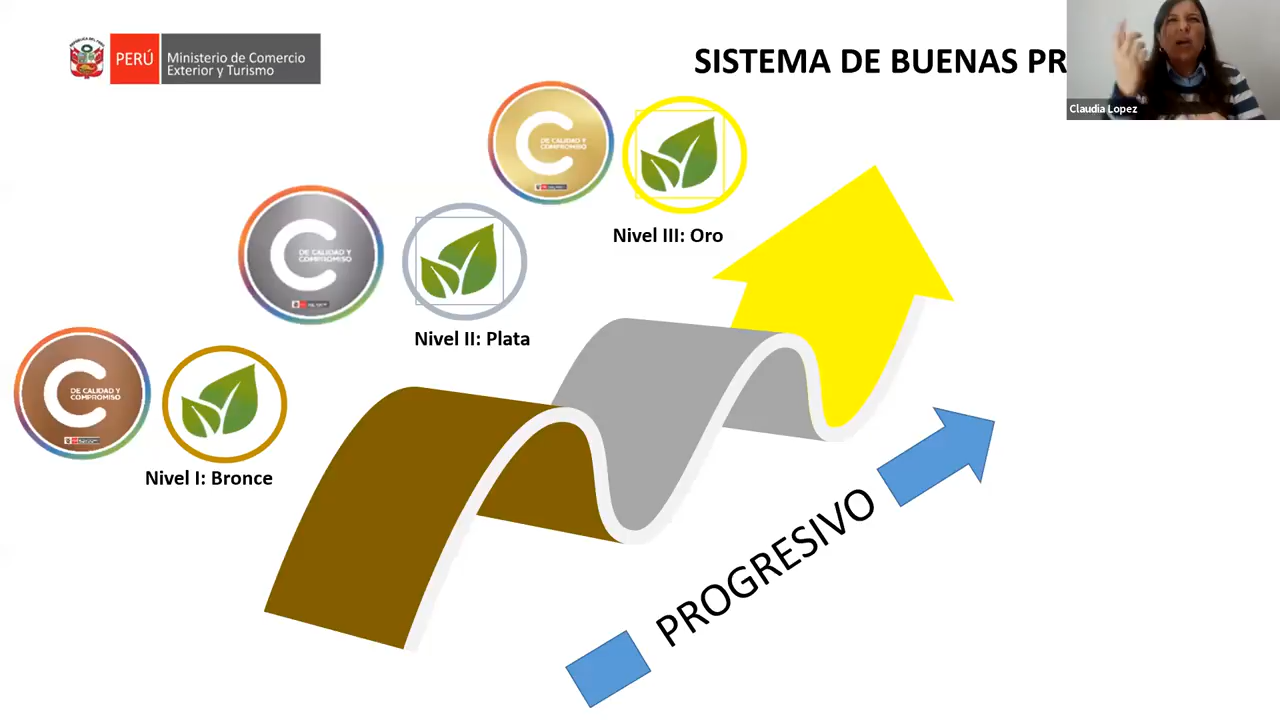 PERÚ
Ministerio de Comercio
Exterior y Turismo
SISTEMA DE BUENAS PR
Claudia Lopez
DE CALIDAD Y
COMPROMISO
Nivel III: Oro
DE CALIDAD Y
COMPROMISO
Nivel II: Plata
DE CALIDAD Y
COMPROMISO
Nivel I: Bronce
PROGRESIVO